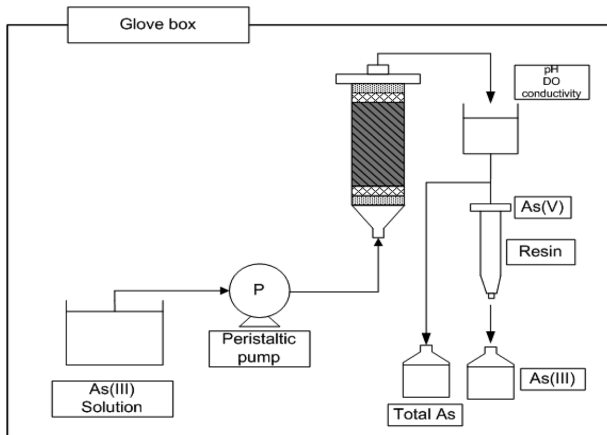 Glove box
pH
DO
conductivity
As(V)
Resin
P
Peristaltic
pump
As(III)
Solution
Total As
As(III)